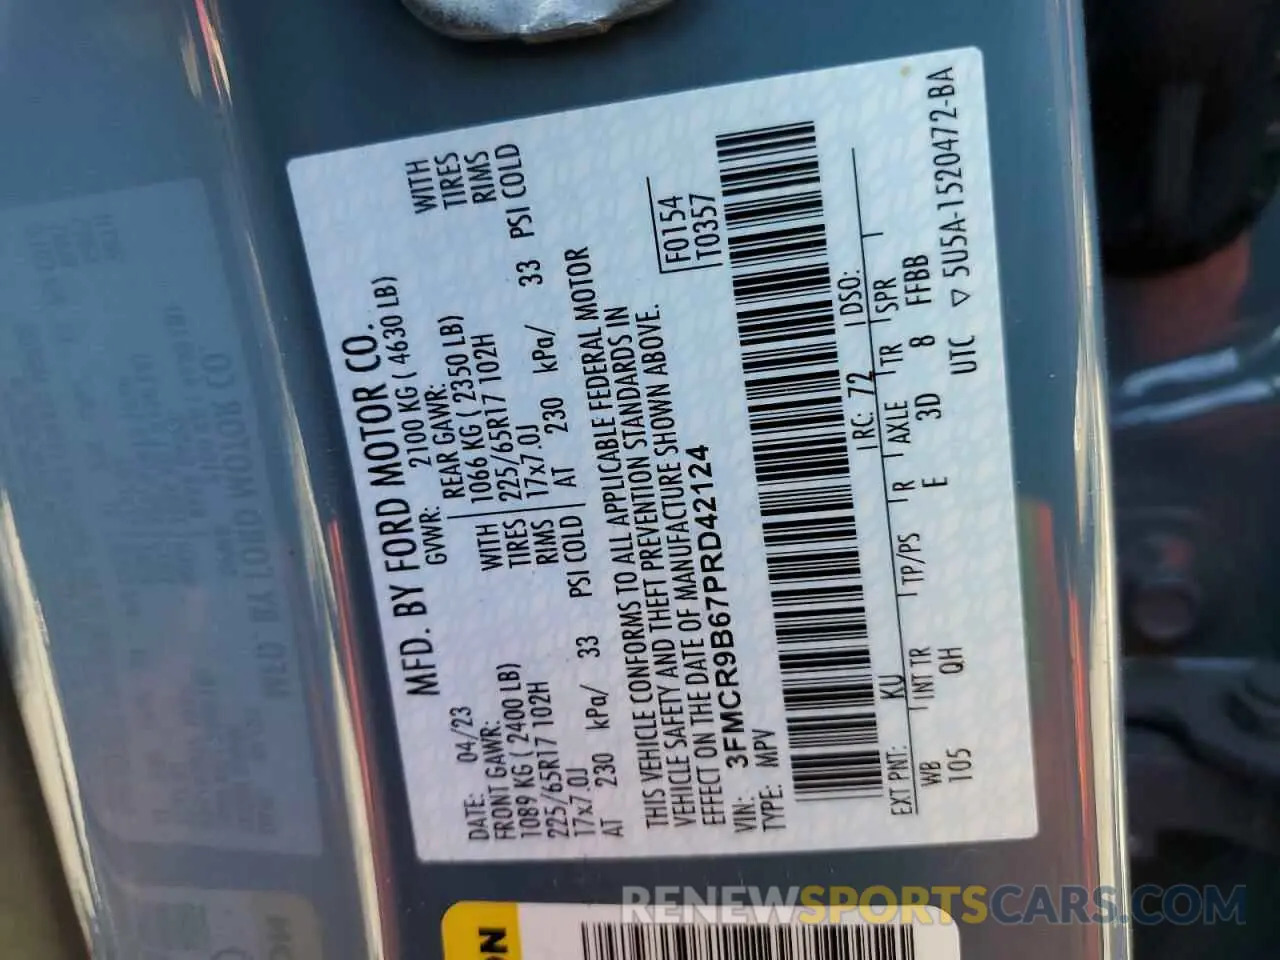 MFD. BY FORD MOTOR CO.
DATE: 04/23 GVWR: 2100 KG ( 4630 LB)
FRONT GAWR: REAR GAWR:
1089 KG ( 2400 LB) WITH 1066 KG ( 2350 LB) WITH
225/65R17 102H TIRES 225/65R17 102H TIRES
17x7.0J RIMS 17x7.0J RIMS
AT 230 kPa/ 33 PSI COLD AT 230 kPa/ 33 PSI COLD
THIS VEHICLE CONFORMS TO ALL APPLICABLE FEDERAL MOTOR
VEHICLE SAFETY AND THEFT PREVENTION STANDARDS IN
EFFECT ON THE DATE OF MANUFACTURE SHOWN ABOVE.
F0154
T0357
VIN: 3FMCR9B67PRD42124
TYPE: MPV
EXT PNT: KU RC: 72 DSO:
WB INT TR TP/PS R AXLE TR SPR
105 QH E 3D 8 FFBB
UTC ▽ 5U5A-1520472-BA
RENEWSPORTSCARS.COM